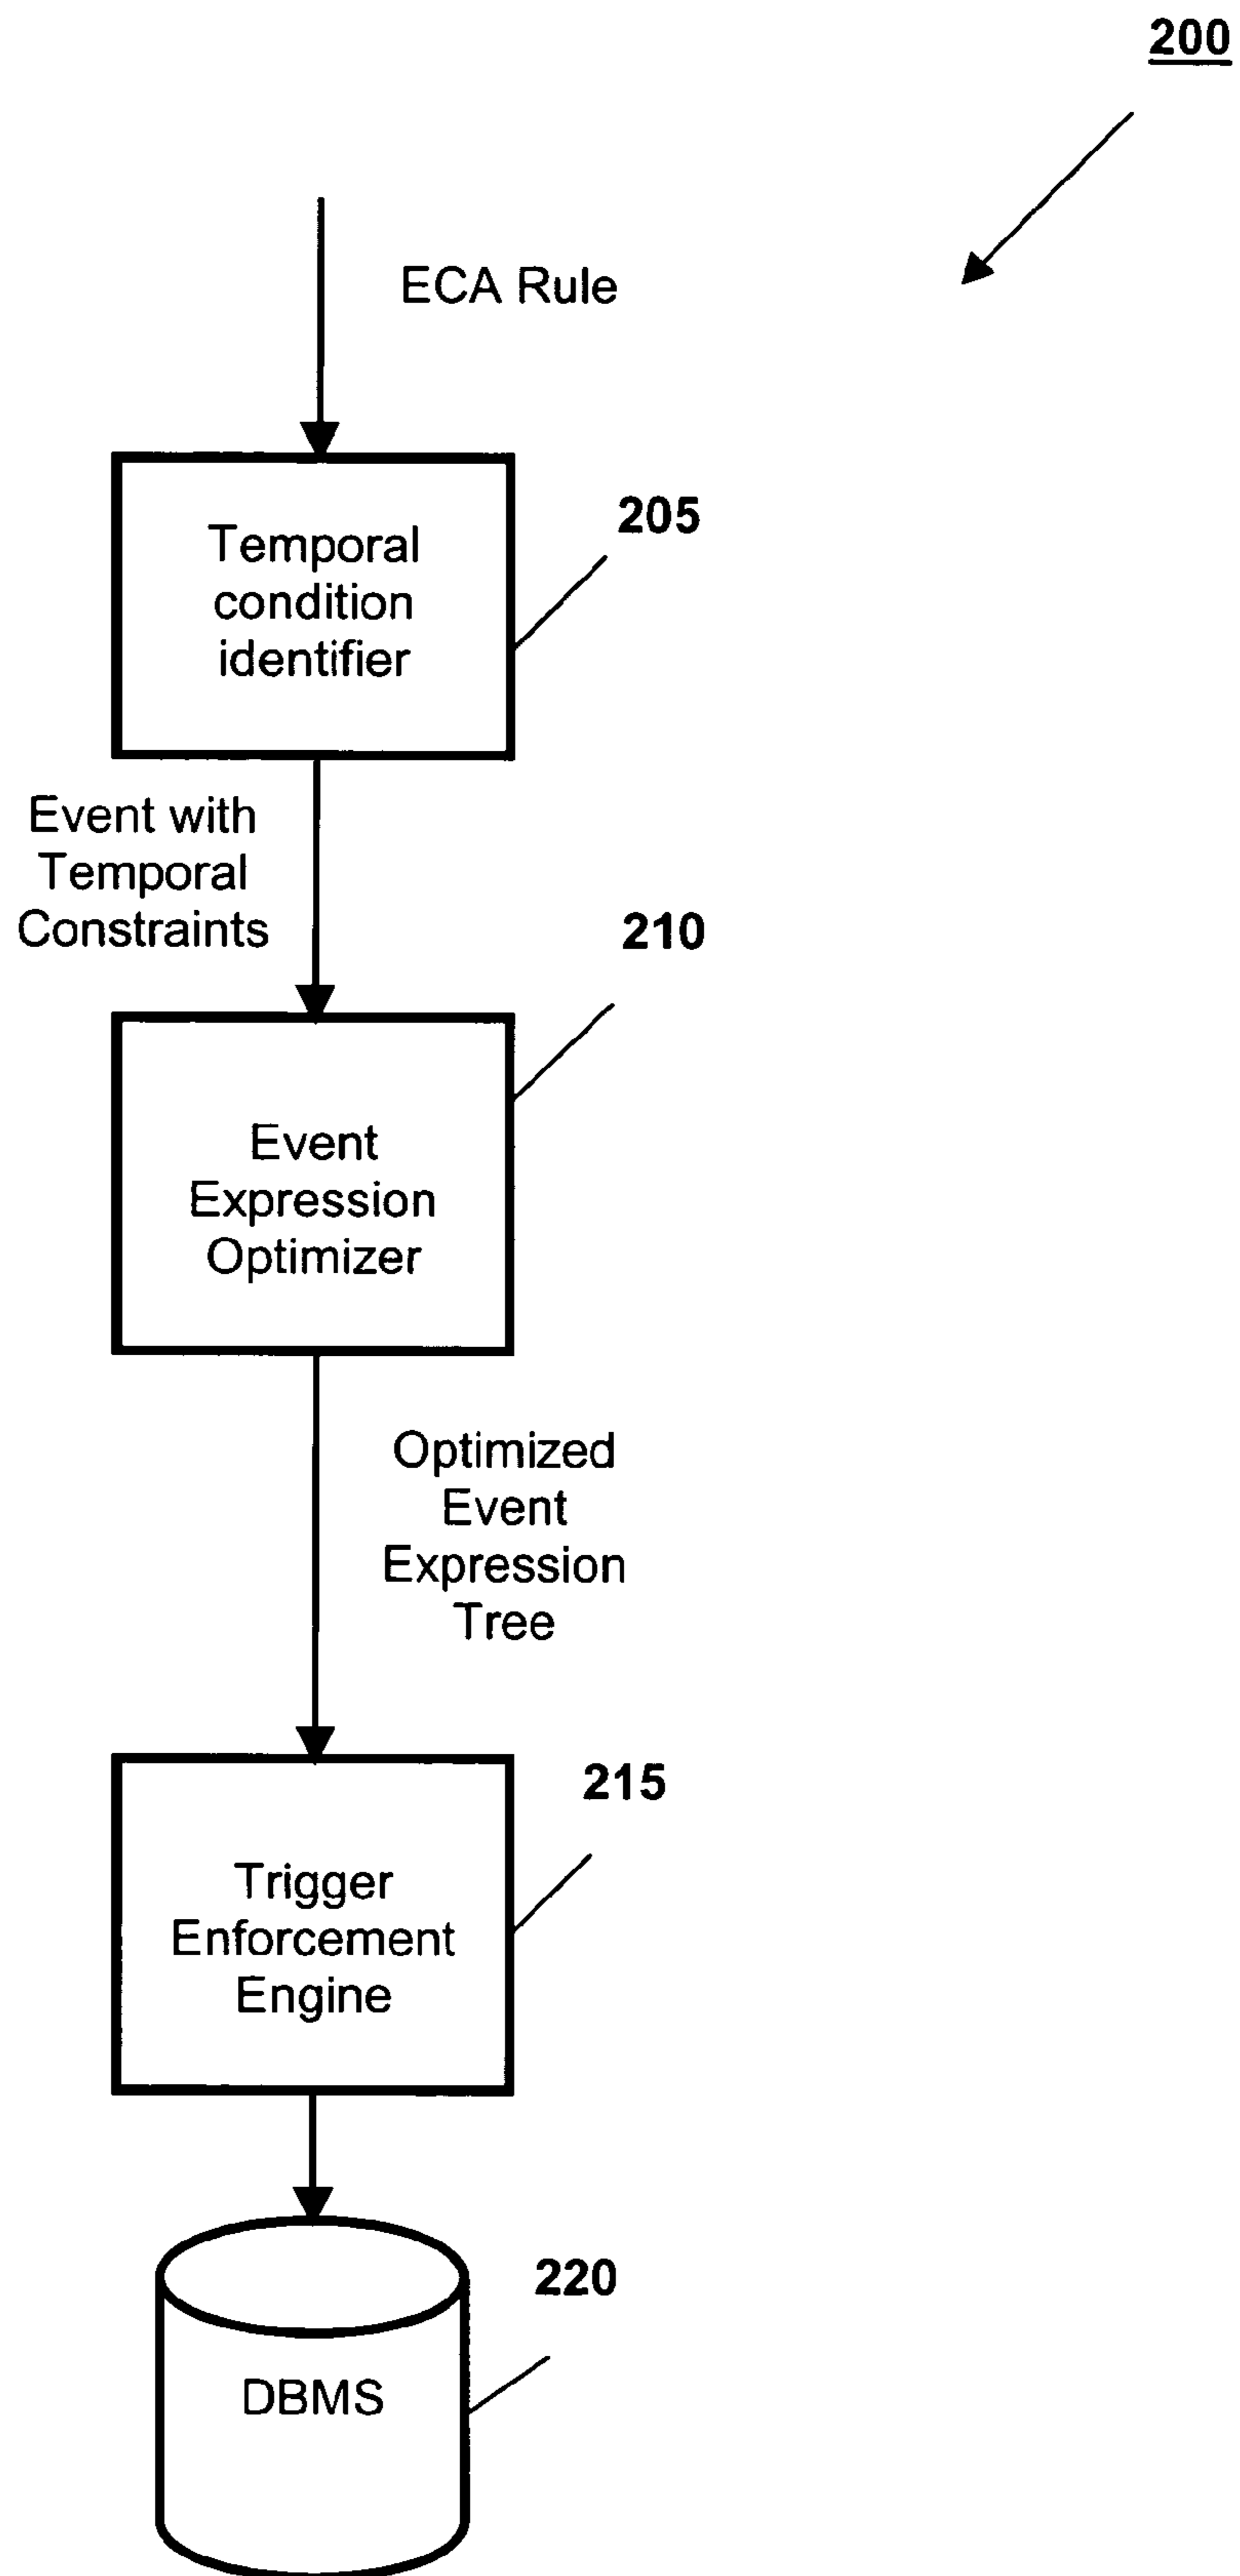 200
ECA Rule
Temporal
condition
identifier
205
Event with
Temporal
Constraints
210
Event
Expression
Optimizer
Optimized
Event
Expression
Tree
215
Trigger
Enforcement
Engine
220
DBMS